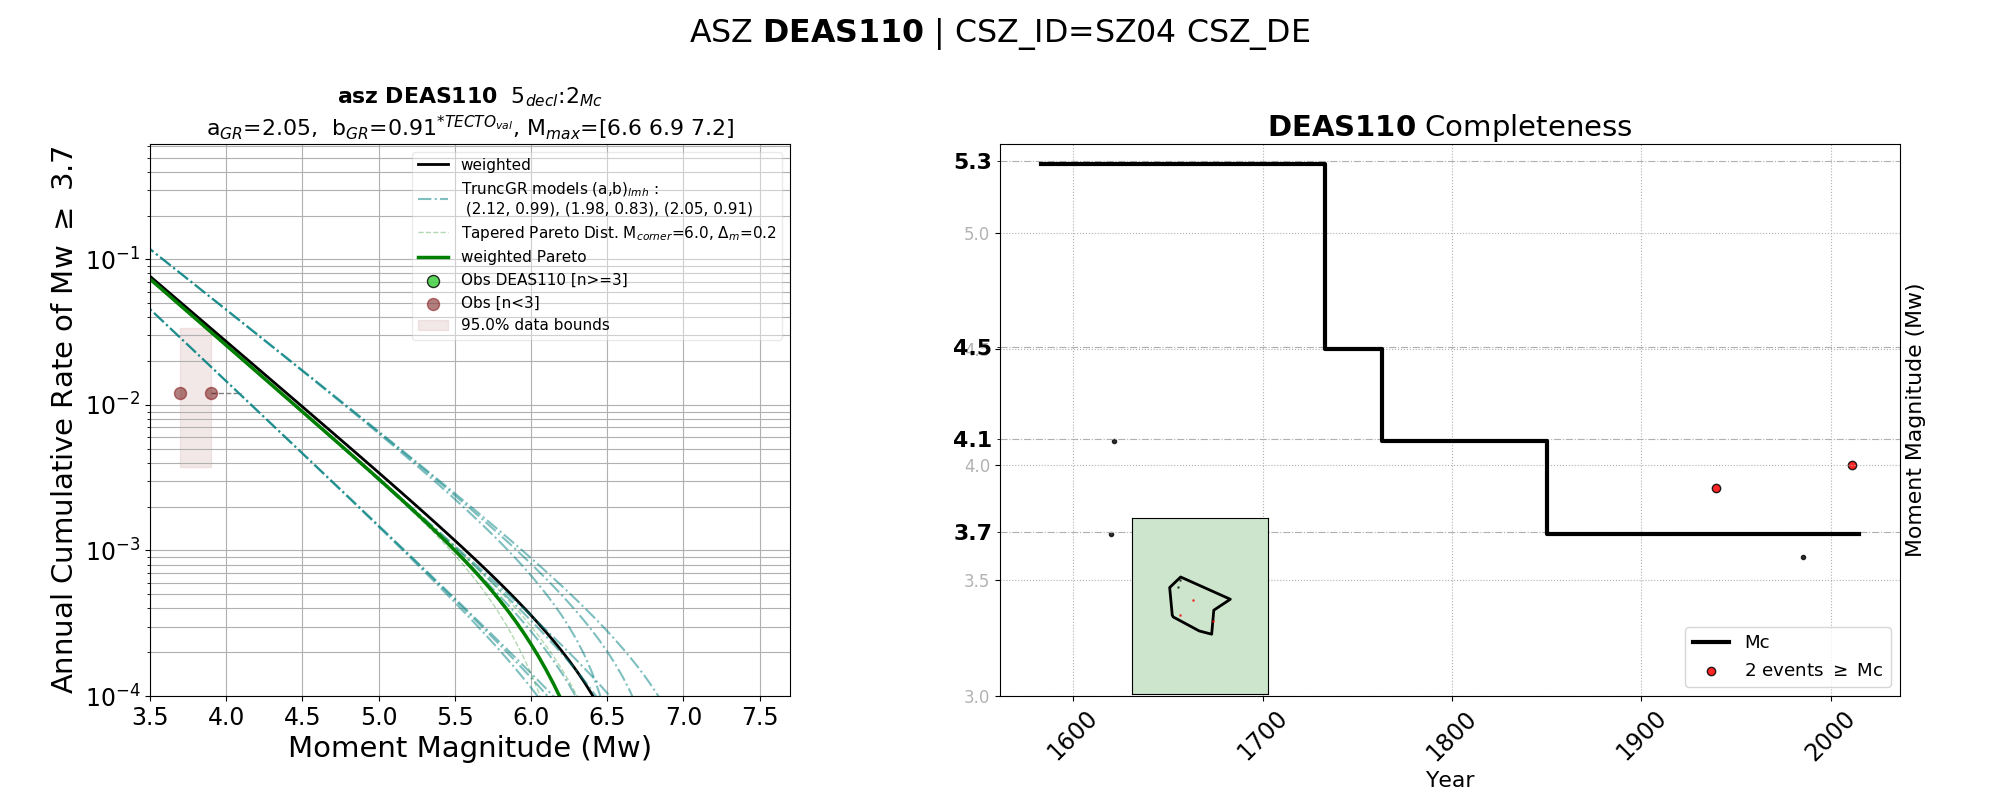 ASZ DEAS110 | CSZ_ID=SZ04 CSZ_DE
asz DEAS110 5decl:2Mc
aGR=2.05, bGR=0.91*TECTOval, Mmax=[6.6 6.9 7.2]
Annual Cumulative Rate of Mw ≥ 3.7
10−1
10−2
10−3
10−4
weighted
TruncGR models (a,b)lmh :
(2.12, 0.99), (1.98, 0.83), (2.05, 0.91)
Tapered Pareto Dist. Mcorner=6.0, Δm=0.2
weighted Pareto
Obs DEAS110 [n>=3]
Obs [n<3]
95.0% data bounds
3.5 4.0 4.5 5.0 5.5 6.0 6.5 7.0 7.5
Moment Magnitude (Mw)
DEAS110 Completeness
5.3
5.0
4.5
4.1
4.0
3.7
3.5
3.0
Moment Magnitude (Mw)
Mc
2 events ≥ Mc
1600 1700 1800 1900 2000
Year